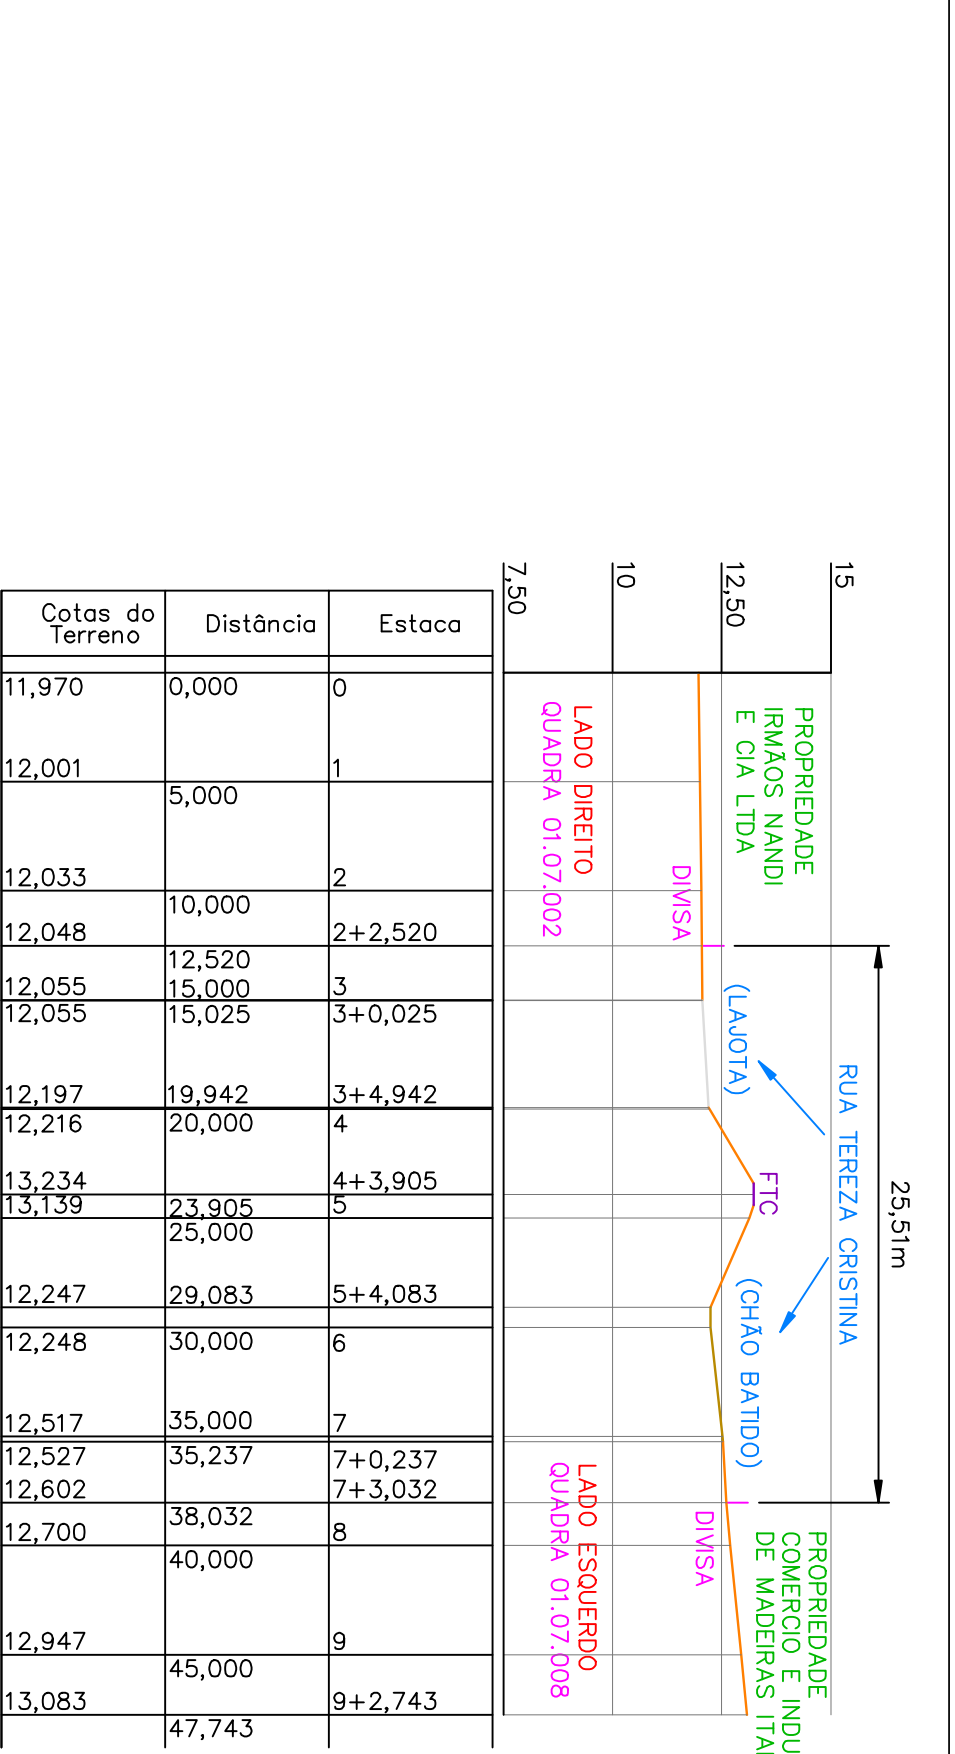 15
12,50
10
7,50
PROPRIEDADE
IRMÃOS NANDI
E CIA LTDA
LADO DIREITO
QUADRA 01.07.002
DIVISA
25,51m
RUA TEREZA CRISTINA
(LAJOTA)
FTC
(CHÃO BATIDO)
DIVISA
LADO ESQUERDO
QUADRA 01.07.008
PROPRIEDADE
COMERCIO E INDU
DE MADEIRAS ITA
Cotas do
Terreno
Distância
Estaca
11,970 0,000 0
12,001 1
5,000
12,033 2
10,000
12,048 2+2,520
12,520
12,055 15,000 3
12,055 15,025 3+0,025
12,197 19,942 3+4,942
12,216 20,000 4
13,234 4+3,905
13,139 23,905 5
25,000
12,247 29,083 5+4,083
12,248 30,000 6
12,517 35,000 7
12,527 35,237 7+0,237
12,602 7+3,032
38,032
12,700 8
40,000
12,947 9
45,000
13,083 9+2,743
47,743